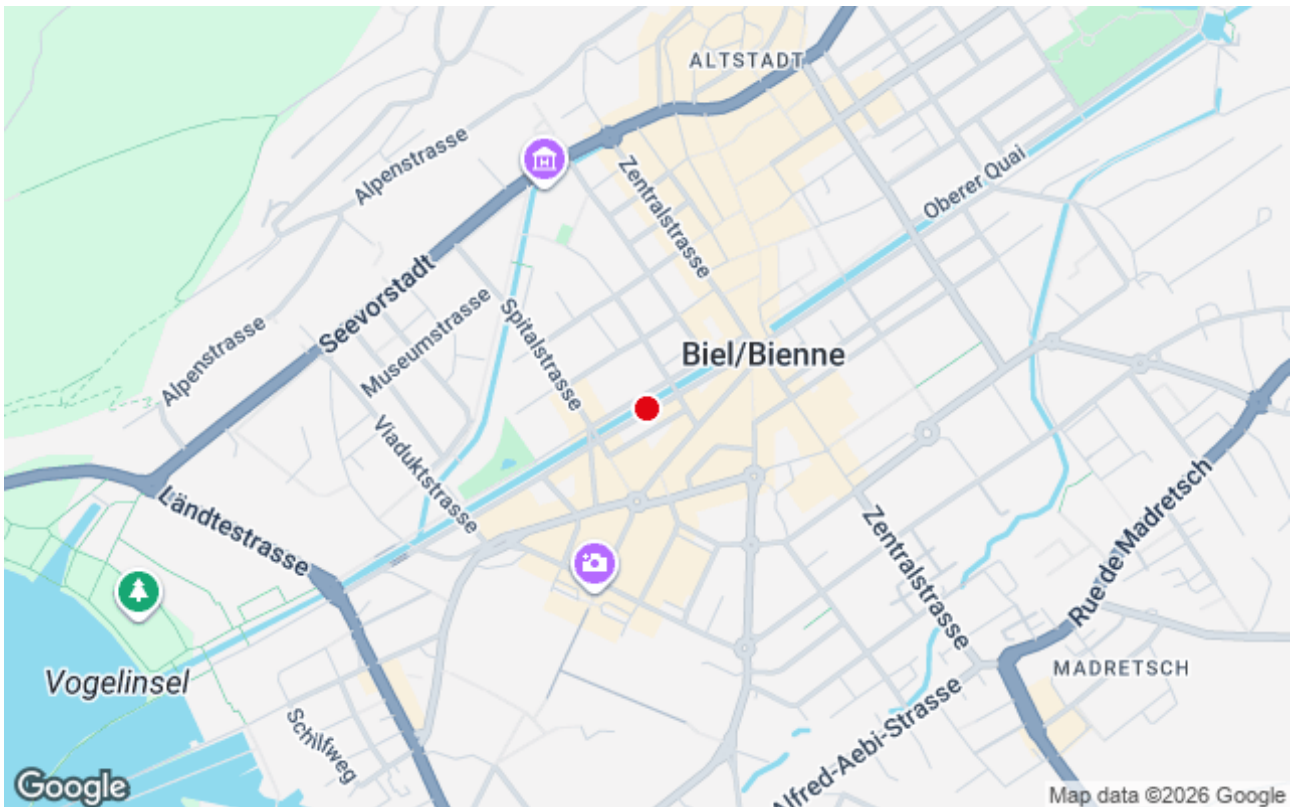 ALTSTADT
Alpenstrasse
Zentralstrasse
Oberer Quai
Seevorstadt
Museumstrasse
Spitalstrasse
Alpenstrasse
Biel/Bienne
Viaduktstrasse
Ländtestrasse
Zentralstrasse
Rue de Madretsch
Vogelinsel
MADRETSCH
Schilfweg
Alfred-Aebi-Strasse
Google
Map data ©2026 Google